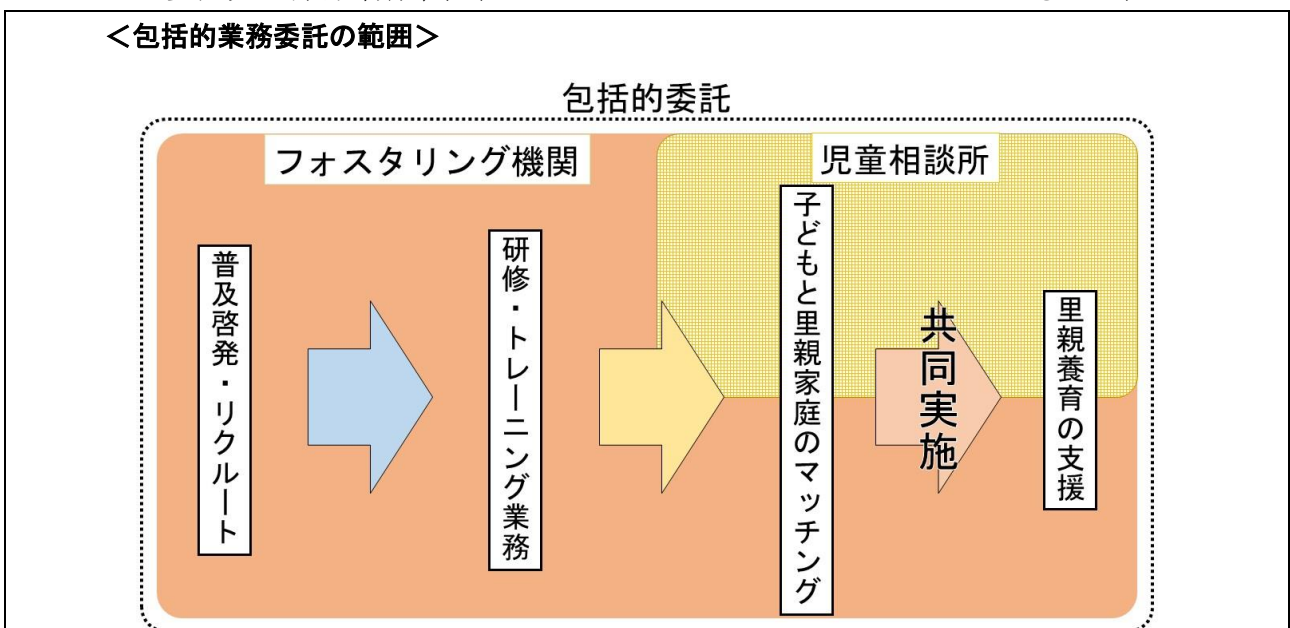 ＜包括的業務委託の範囲＞
包括的委託
フォスタリング機関
児童相談所
普及啓発・リクルート
研修・トレーニング業務
子どもと里親家庭のマッチング
共同実施
里親養育の支援